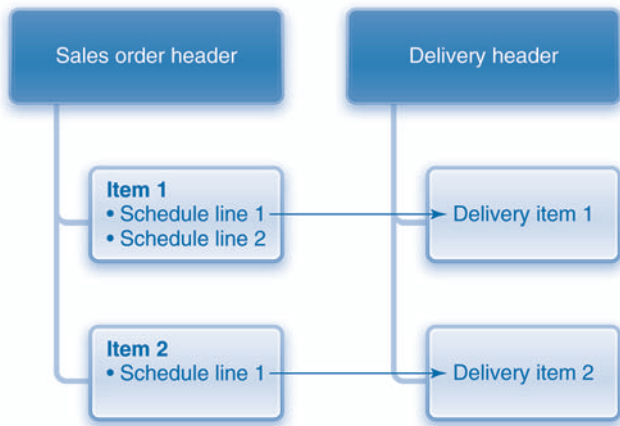 Sales order header
Delivery header
Item 1
• Schedule line 1
• Schedule line 2
Delivery item 1
Item 2
• Schedule line 1
Delivery item 2